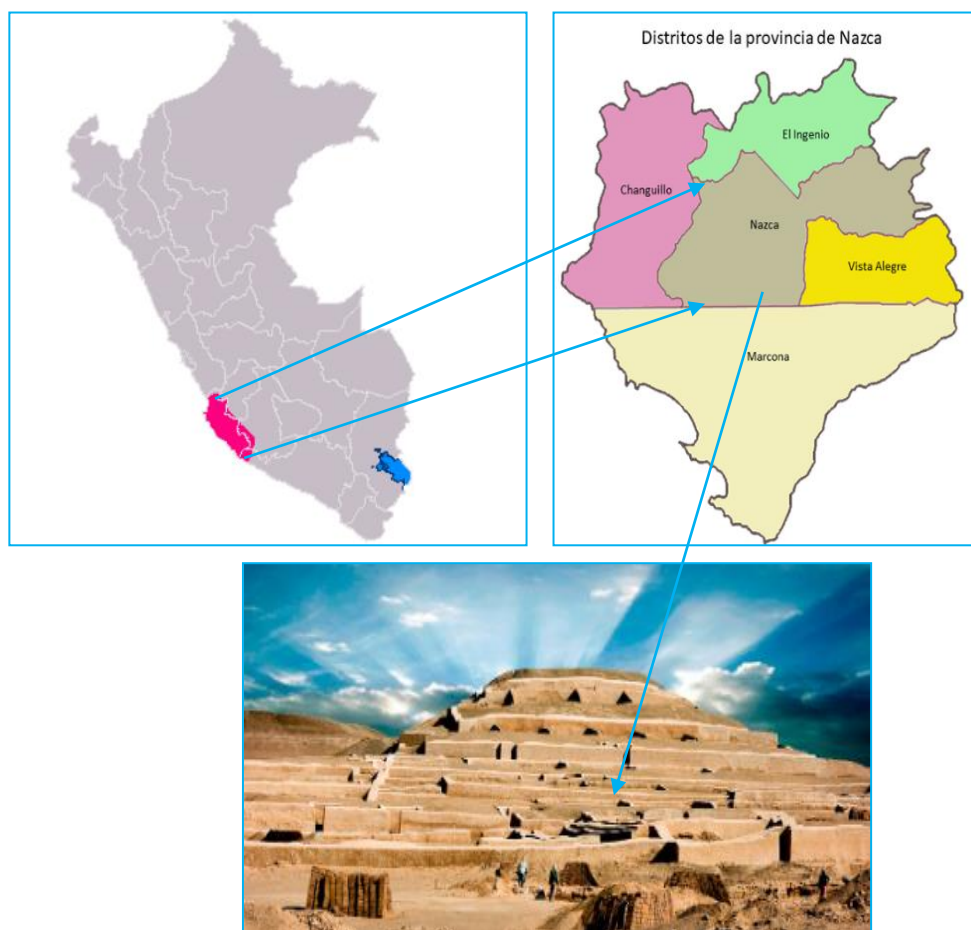 Distritos de la provincia de Nazca
El Ingenio
Changuillo
Nazca
Vista Alegre
Marcona